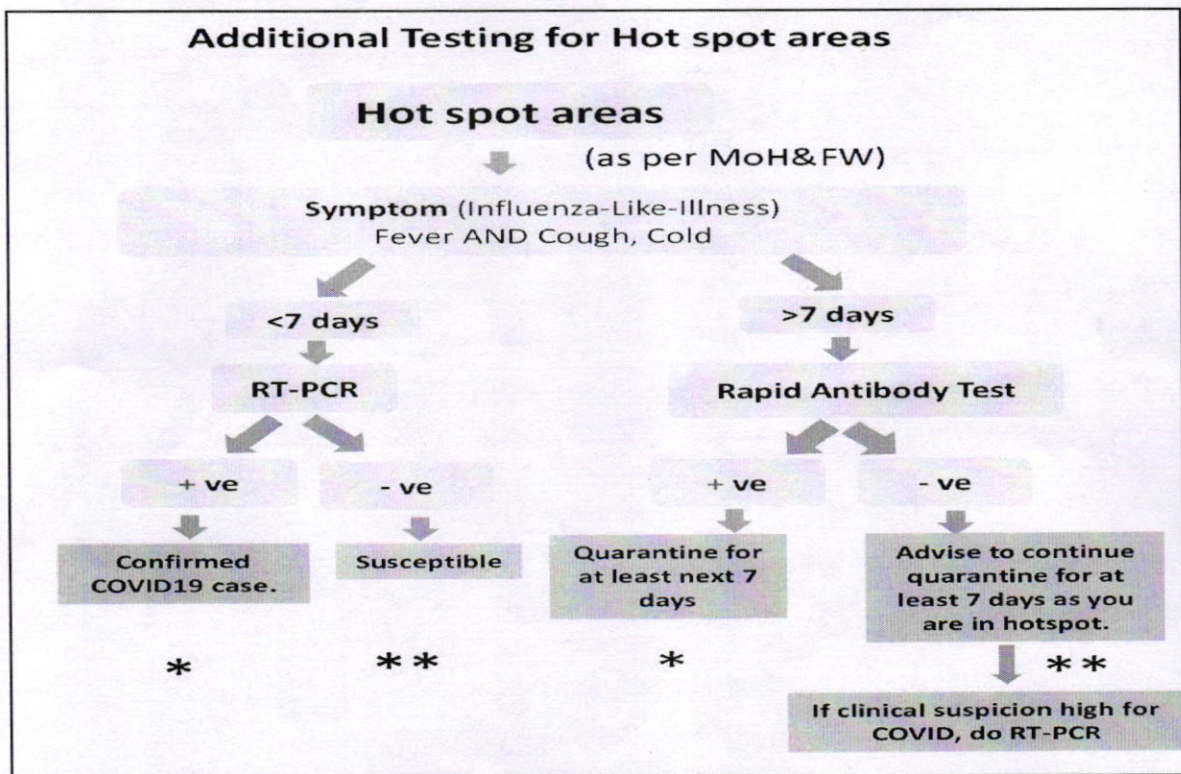 Additional Testing for Hot spot areas
Hot spot areas
(as per MoH&FW)
Symptom (Influenza-Like-Illness)
Fever AND Cough, Cold
<7 days
>7 days
RT-PCR
Rapid Antibody Test
+ ve
- ve
+ ve
- ve
Confirmed
COVID19 case.
Susceptible
Quarantine for
at least next 7
days
Advise to continue
quarantine for at
least 7 days as you
are in hotspot.
*
**
*
**
If clinical suspicion high for
COVID, do RT-PCR